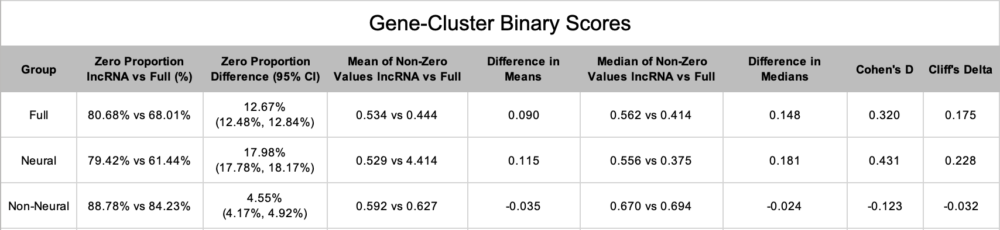 Gene-Cluster Binary Scores
Group
Zero Proportion
lncRNA vs Full (%)
Zero Proportion
Difference (95% CI)
Mean of Non-Zero
Values lncRNA vs Full
Difference in
Means
Median of Non-Zero
Values lncRNA vs Full
Difference in
Medians
Cohen's D
Cliff's Delta
Full
80.68% vs 68.01%
12.67%
(12.48%, 12.84%)
0.534 vs 0.444
0.090
0.562 vs 0.414
0.148
0.320
0.175
Neural
79.42% vs 61.44%
17.98%
(17.78%, 18.17%)
0.529 vs 4.414
0.115
0.556 vs 0.375
0.181
0.431
0.228
Non-Neural
88.78% vs 84.23%
4.55%
(4.17%, 4.92%)
0.592 vs 0.627
-0.035
0.670 vs 0.694
-0.024
-0.123
-0.032